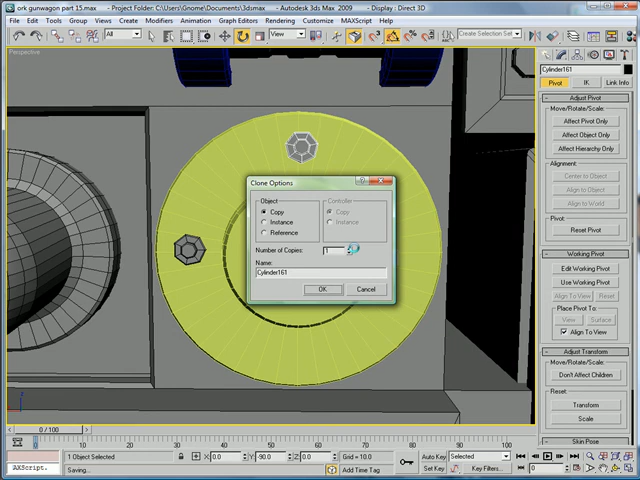 ork gunwagon part 15.max - Project Folder: C:\Users\Gnome\Documents\3dsmax - Autodesk 3ds Max 2009 - Display : Direct 3D
File Edit Tools Group Views Create Modifiers Animation Graph Editors Rendering Customize MAXScript Help
All View Create Selection Set
Perspective
Cylinder161
Pivot IK Link Info
Adjust Pivot
Move/Rotate/Scale:
Affect Pivot Only
Affect Object Only
Affect Hierarchy Only
Alignment:
Center to Object
Align to Object
Align to World
Pivot:
Reset Pivot
Working Pivot
Edit Working Pivot
Use Working Pivot
Align To View Reset
Place Pivot To:
View Surface
Align To View
Adjust Transform
Move/Rotate/Scale:
Don't Affect Children
Reset:
Transform
Scale
Skin Pose
Clone Options
Object Controller
Copy Copy
Instance Instance
Reference
Number of Copies: 1
Name:
Cylinder161
OK Cancel
0 / 100
0 10 20 30 40 50 60 70 80 90 100
1 Object Selected X: 0.0 Y: -90.0 Z: 0.0 Grid = 10.0 Auto Key Selected
AXScript. Saving... Add Time Tag Set Key Key Filters... 0